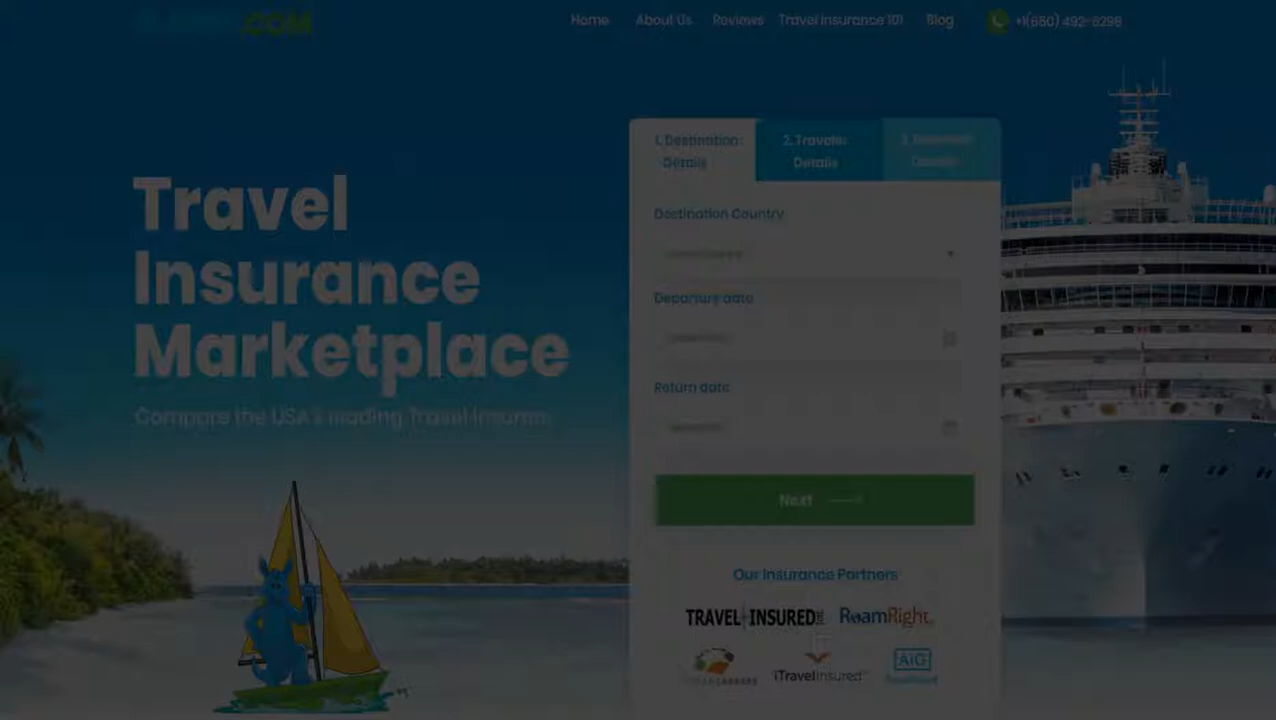 .COM
Home
About Us
Reviews
Travel Insurance 101
Blog
+1(650) 492-
1. Destination
Details
2. Traveler
Details
Details
Travel
Insurance
Marketplace
Compare the USA's leading Travel Insurers
Destination Country
Departure date
Return date
Next
Our Insurance Partners
TRAVEL INSURED
RoamRight
iTravelInsured
AIG